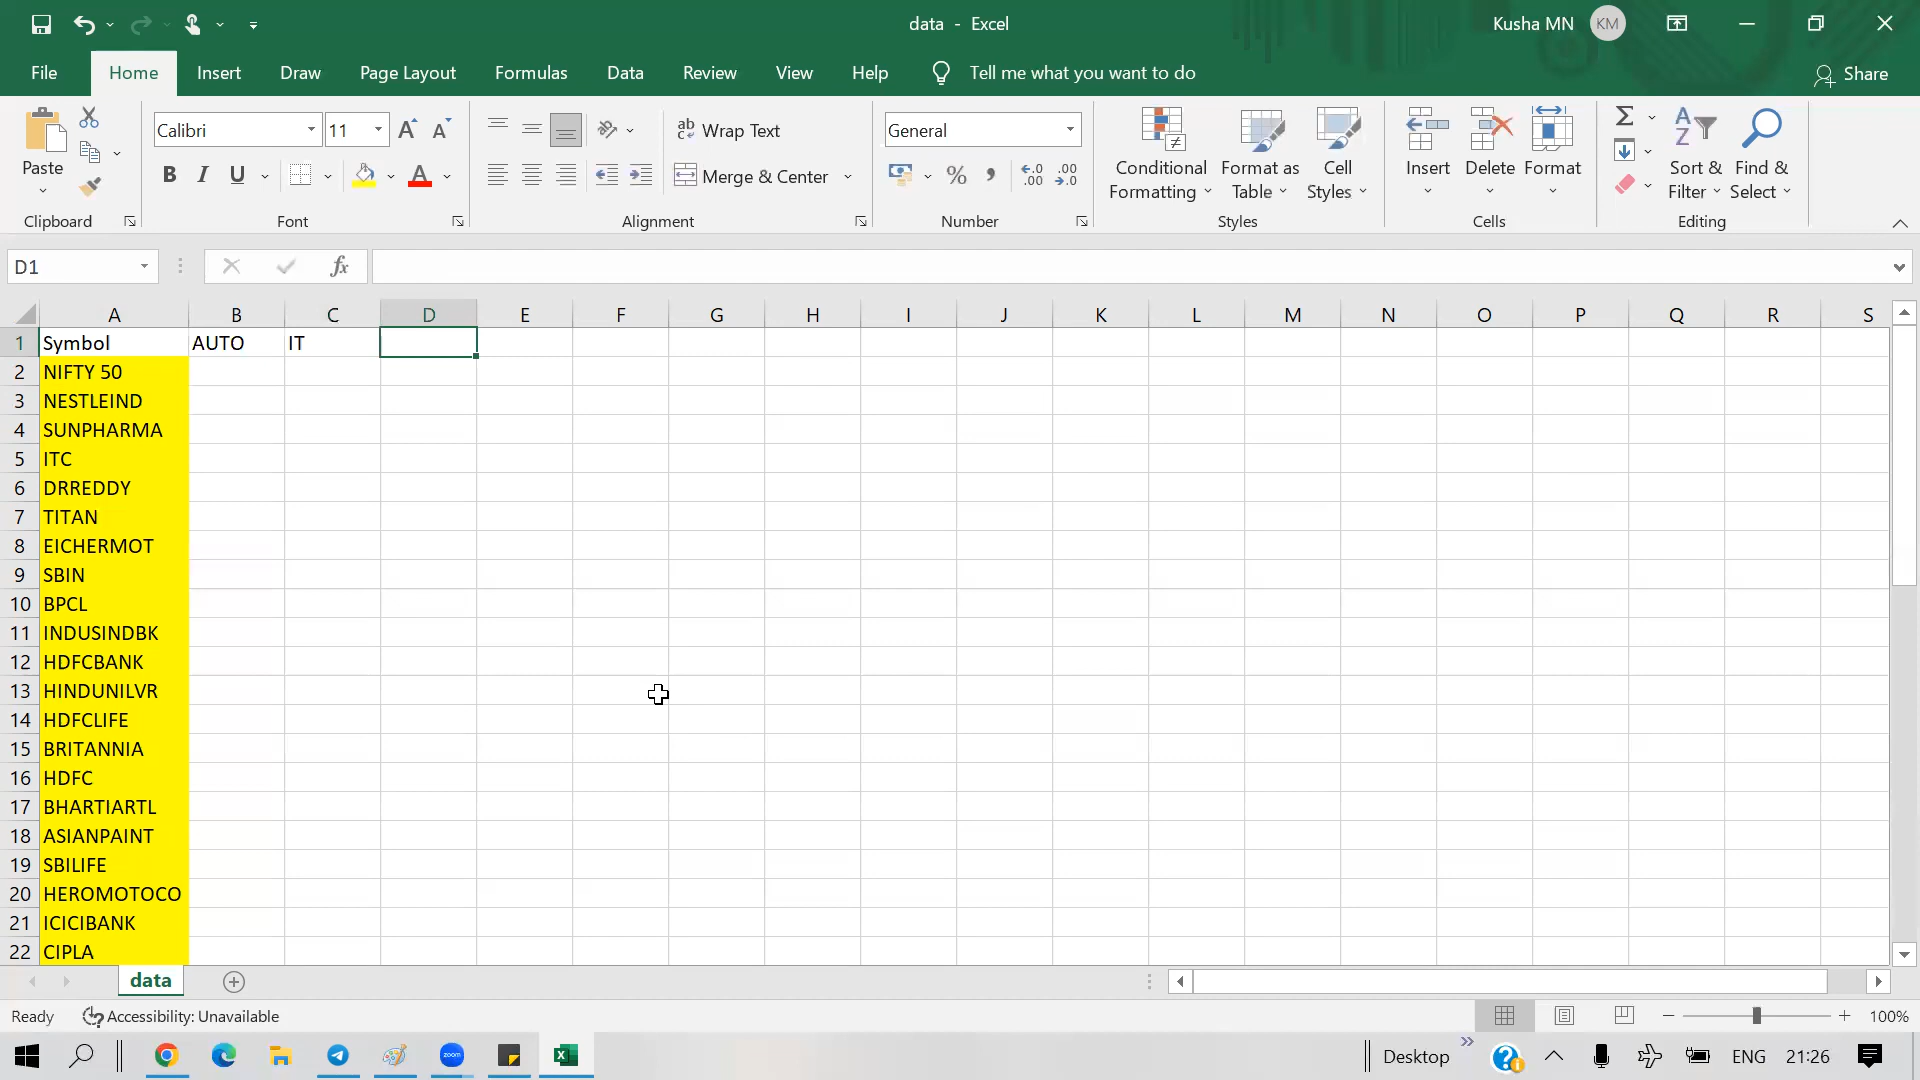 data - Excel
Kusha MN
KM
File
Home
Insert
Draw
Page Layout
Formulas
Data
Review
View
Help
Tell me what you want to do
Share
Paste
Calibri
11
A A
Wrap Text
General
Conditional Formatting
Format as Table
Cell Styles
Insert
Delete
Format
Sort & Filter
Find & Select
B I U
A
Merge & Center
%
Clipboard
Font
Alignment
Number
Styles
Cells
Editing
D1
fx
A B C D E F G H I J K L M N O P Q R S
1 Symbol AUTO IT
2 NIFTY 50
3 NESTLEIND
4 SUNPHARMA
5 ITC
6 DRREDDY
7 TITAN
8 EICHERMOT
9 SBIN
10 BPCL
11 INDUSINDBK
12 HDFCBANK
13 HINDUNILVR
14 HDFCLIFE
15 BRITANNIA
16 HDFC
17 BHARTIARTL
18 ASIANPAINT
19 SBILIFE
20 HEROMOTOCO
21 ICICIBANK
22 CIPLA
data
Ready
Accessibility: Unavailable
100%
zoom
Desktop
ENG
21:26